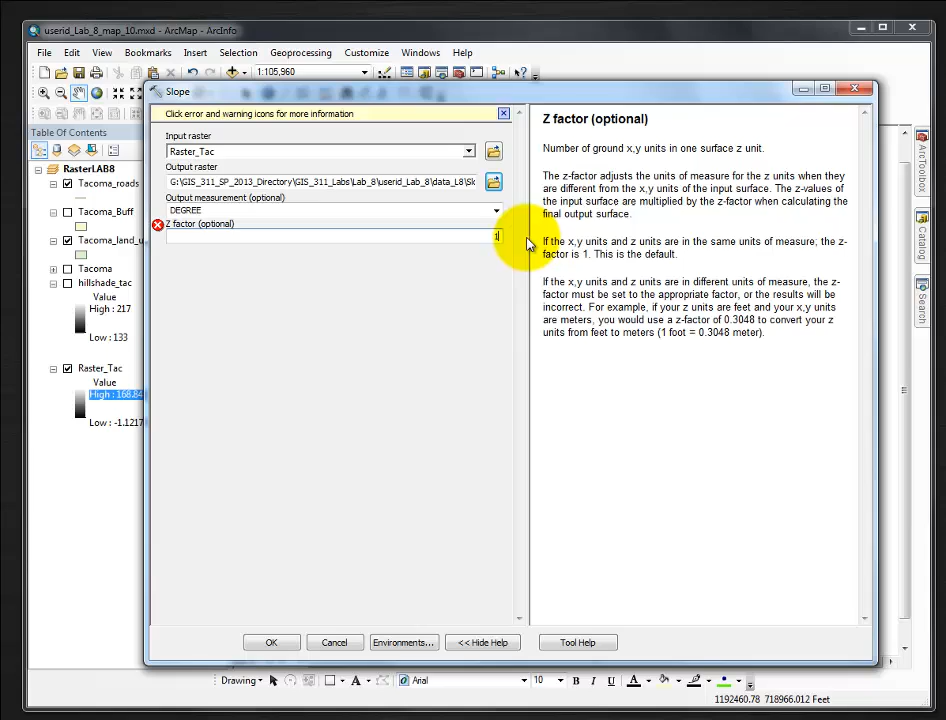 userid_Lab_8_map_10.mxd - ArcMap - ArcInfo
File Edit View Bookmarks Insert Selection Geoprocessing Customize Windows Help
1:105,960
Slope
Table Of Contents
RasterLAB8
Tacoma_roads
Tacoma_Buff
Tacoma_land_u
Tacoma
hillshade_tac
Value
High : 217
Low : 133
Raster_Tac
Value
High : 168.84
Low : -1.1217
Click error and warning icons for more information
Input raster
Raster_Tac
Output raster
G:\GIS_311_SP_2013_Directory\GIS_311_Labs\Lab_8\userid_Lab_8\data_L8\Sl
Output measurement (optional)
DEGREE
Z factor (optional)
1
OK Cancel Environments... << Hide Help Tool Help
Z factor (optional)
Number of ground x,y units in one surface z unit.
The z-factor adjusts the units of measure for the z units when they
are different from the x,y units of the input surface. The z-values of
the input surface are multiplied by the z-factor when calculating the
final output surface.
If the x,y units and z units are in the same units of measure, the z-
factor is 1. This is the default.
If the x,y units and z units are in different units of measure, the z-
factor must be set to the appropriate factor, or the results will be
incorrect. For example, if your z units are feet and your x,y units
are meters, you would use a z-factor of 0.3048 to convert your z
units from feet to meters (1 foot = 0.3048 meter).
ArcToolbox
Catalog
Search
Drawing Arial 10 B I U A
1192460.78 718966.012 Feet